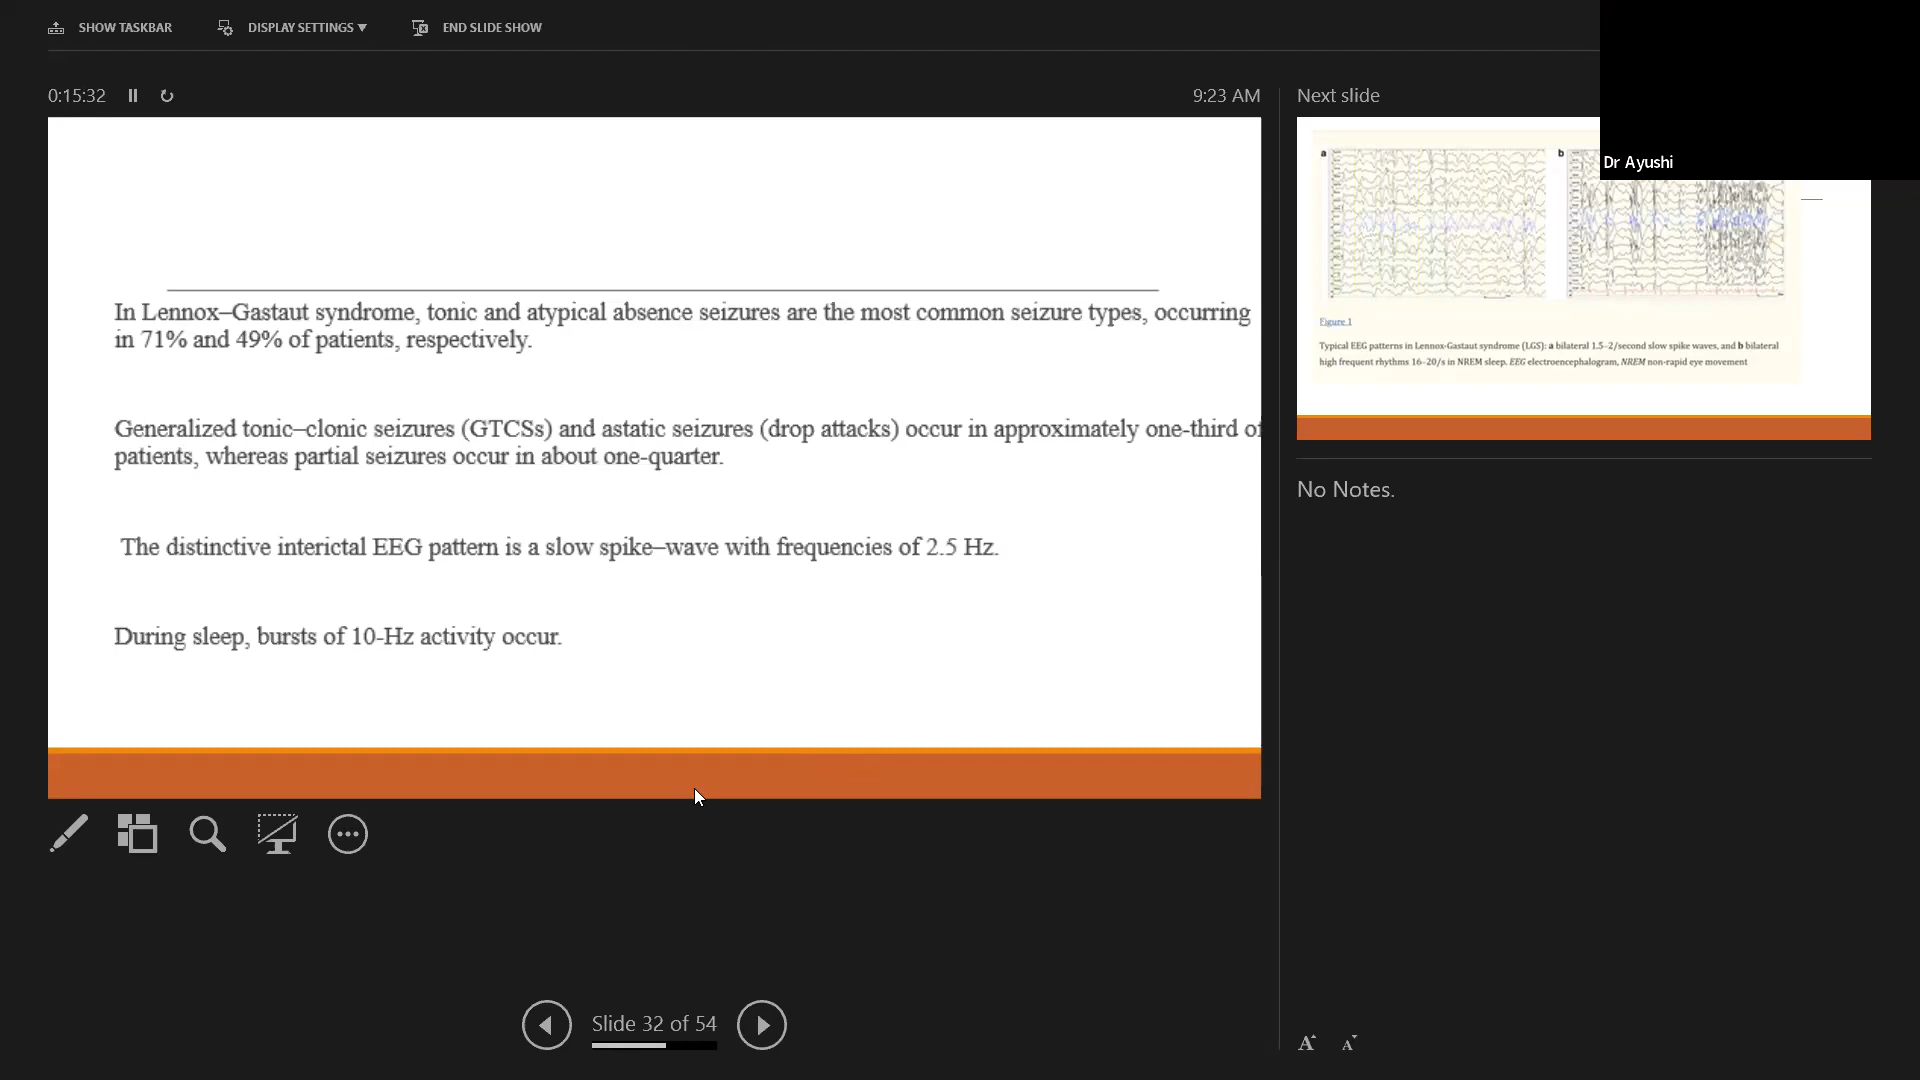 SHOW TASKBAR
DISPLAY SETTINGS ▼
END SLIDE SHOW
0:15:32
9:23 AM
Next slide
Dr Ayushi
In Lennox–Gastaut syndrome, tonic and atypical absence seizures are the most common seizure types, occurring
in 71% and 49% of patients, respectively.
Generalized tonic–clonic seizures (GTCSs) and astatic seizures (drop attacks) occur in approximately one-third of
patients, whereas partial seizures occur in about one-quarter.
The distinctive interictal EEG pattern is a slow spike–wave with frequencies of 2.5 Hz.
During sleep, bursts of 10-Hz activity occur.
a
b
Figure 1
Typical EEG patterns in Lennox-Gastaut syndrome (LGS): a bilateral 1.5–2/second slow spike waves, and b bilateral
high frequent rhythms 16–20/s in NREM sleep. EEG electroencephalogram, NREM non-rapid eye movement
No Notes.
Slide 32 of 54
A A